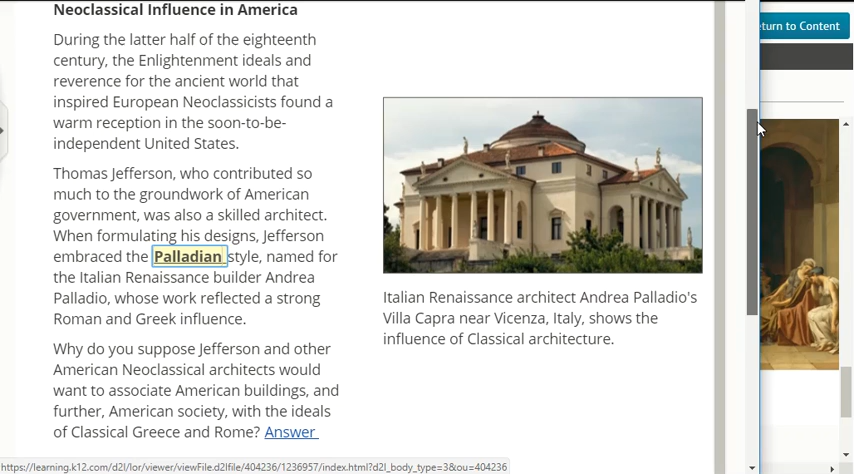 Neoclassical Influence in America
During the latter half of the eighteenth
century, the Enlightenment ideals and
reverence for the ancient world that
inspired European Neoclassicists found a
warm reception in the soon-to-be-
independent United States.
Thomas Jefferson, who contributed so
much to the groundwork of American
government, was also a skilled architect.
When formulating his designs, Jefferson
embraced the Palladian style, named for
the Italian Renaissance builder Andrea
Palladio, whose work reflected a strong
Roman and Greek influence.
Why do you suppose Jefferson and other
American Neoclassical architects would
want to associate American buildings, and
further, American society, with the ideals
of Classical Greece and Rome? Answer
Italian Renaissance architect Andrea Palladio's
Villa Capra near Vicenza, Italy, shows the
influence of Classical architecture.
eturn to Content
https://learning.k12.com/d2l/lor/viewer/viewFile.d2lfile/404236/1236957/index.html?d2l_body_type=3&ou=404236